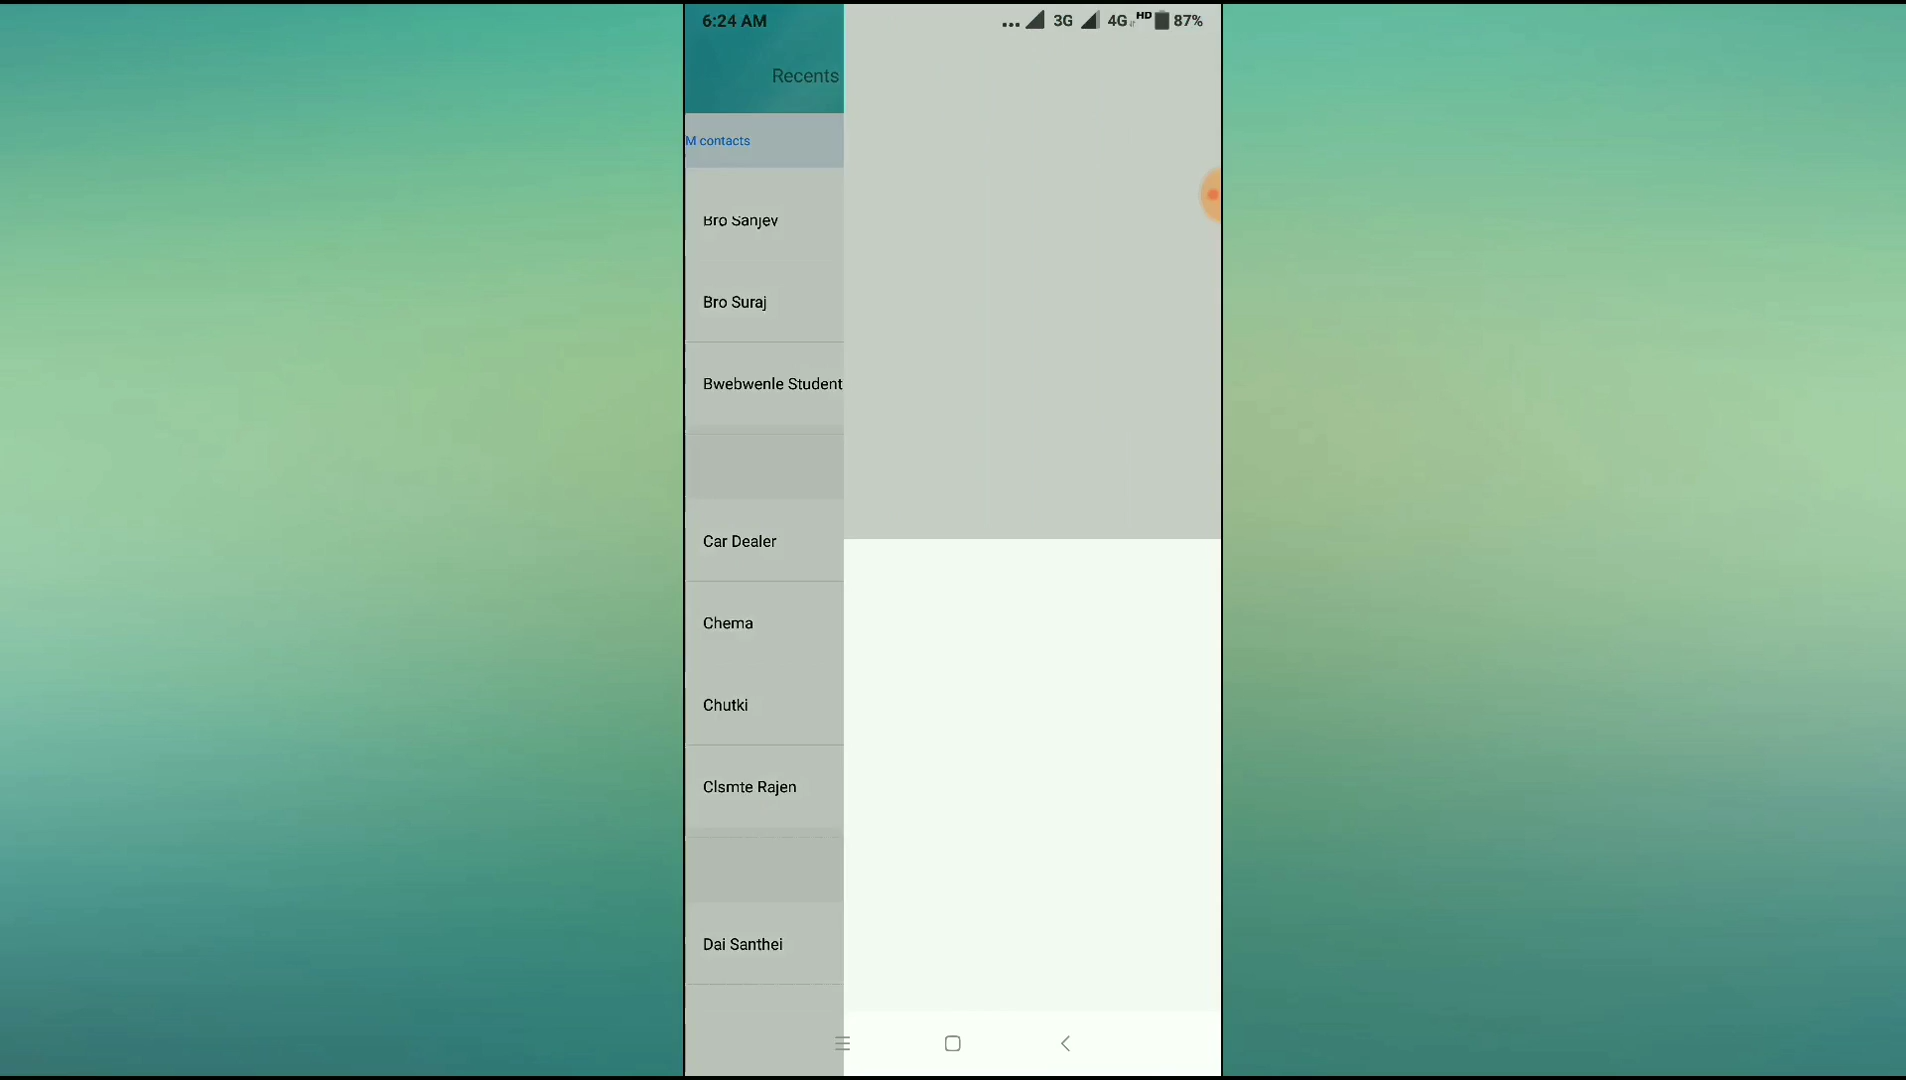 6:24 AM
... 3G 4G HD 87%
Recents
M contacts
Bro Sanjev
Bro Suraj
Bwebwenle Student
Car Dealer
Chema
Chutki
Clsmte Rajen
Dai Santhei